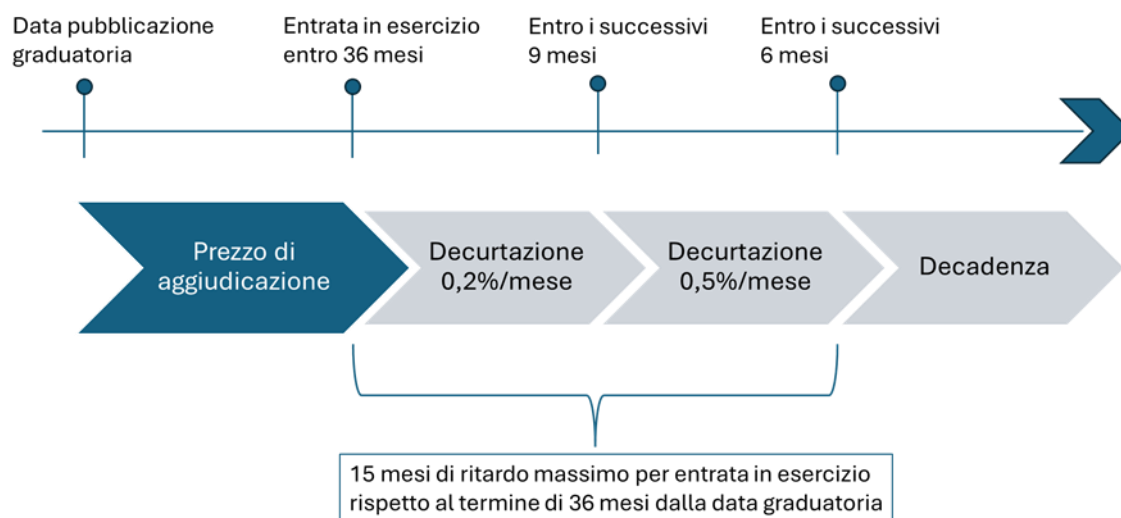 Data pubblicazione
graduatoria
Entrata in esercizio
entro 36 mesi
Entro i successivi
9 mesi
Entro i successivi
6 mesi
Prezzo di
aggiudicazione
Decurtazione
0,2%/mese
Decurtazione
0,5%/mese
Decadenza
15 mesi di ritardo massimo per entrata in esercizio
rispetto al termine di 36 mesi dalla data graduatoria